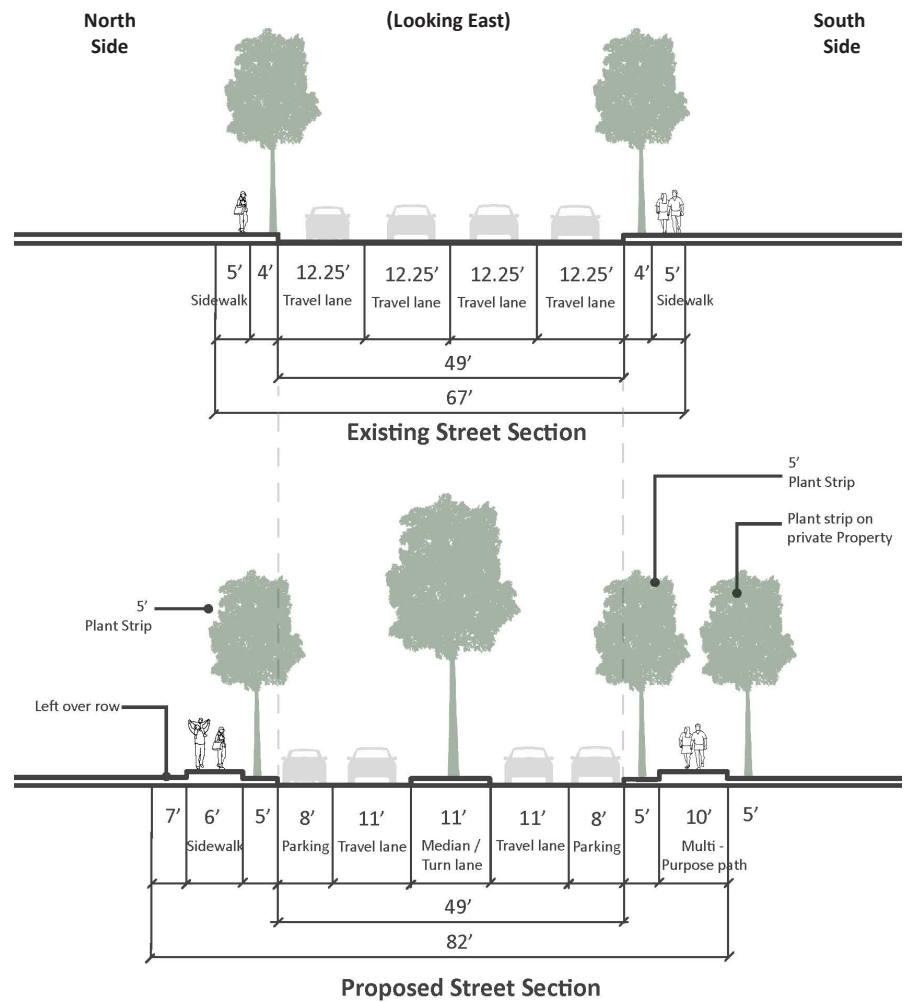 North
Side
(Looking East)
South
Side
5’ 4’ 12.25’ 12.25’ 12.25’ 12.25’ 4’ 5’
Sidewalk Travel lane Travel lane Travel lane Travel lane Sidewalk
49’
67’
Existing Street Section
5’
Plant Strip
Plant strip on
private Property
5’
Plant Strip
Left over row
7’ 6’ 5’ 8’ 11’ 11’ 11’ 8’ 5’ 10’ 5’
Sidewalk Parking Travel lane Median / Travel lane Parking Multi -
Turn lane Purpose path
49’
82’
Proposed Street Section